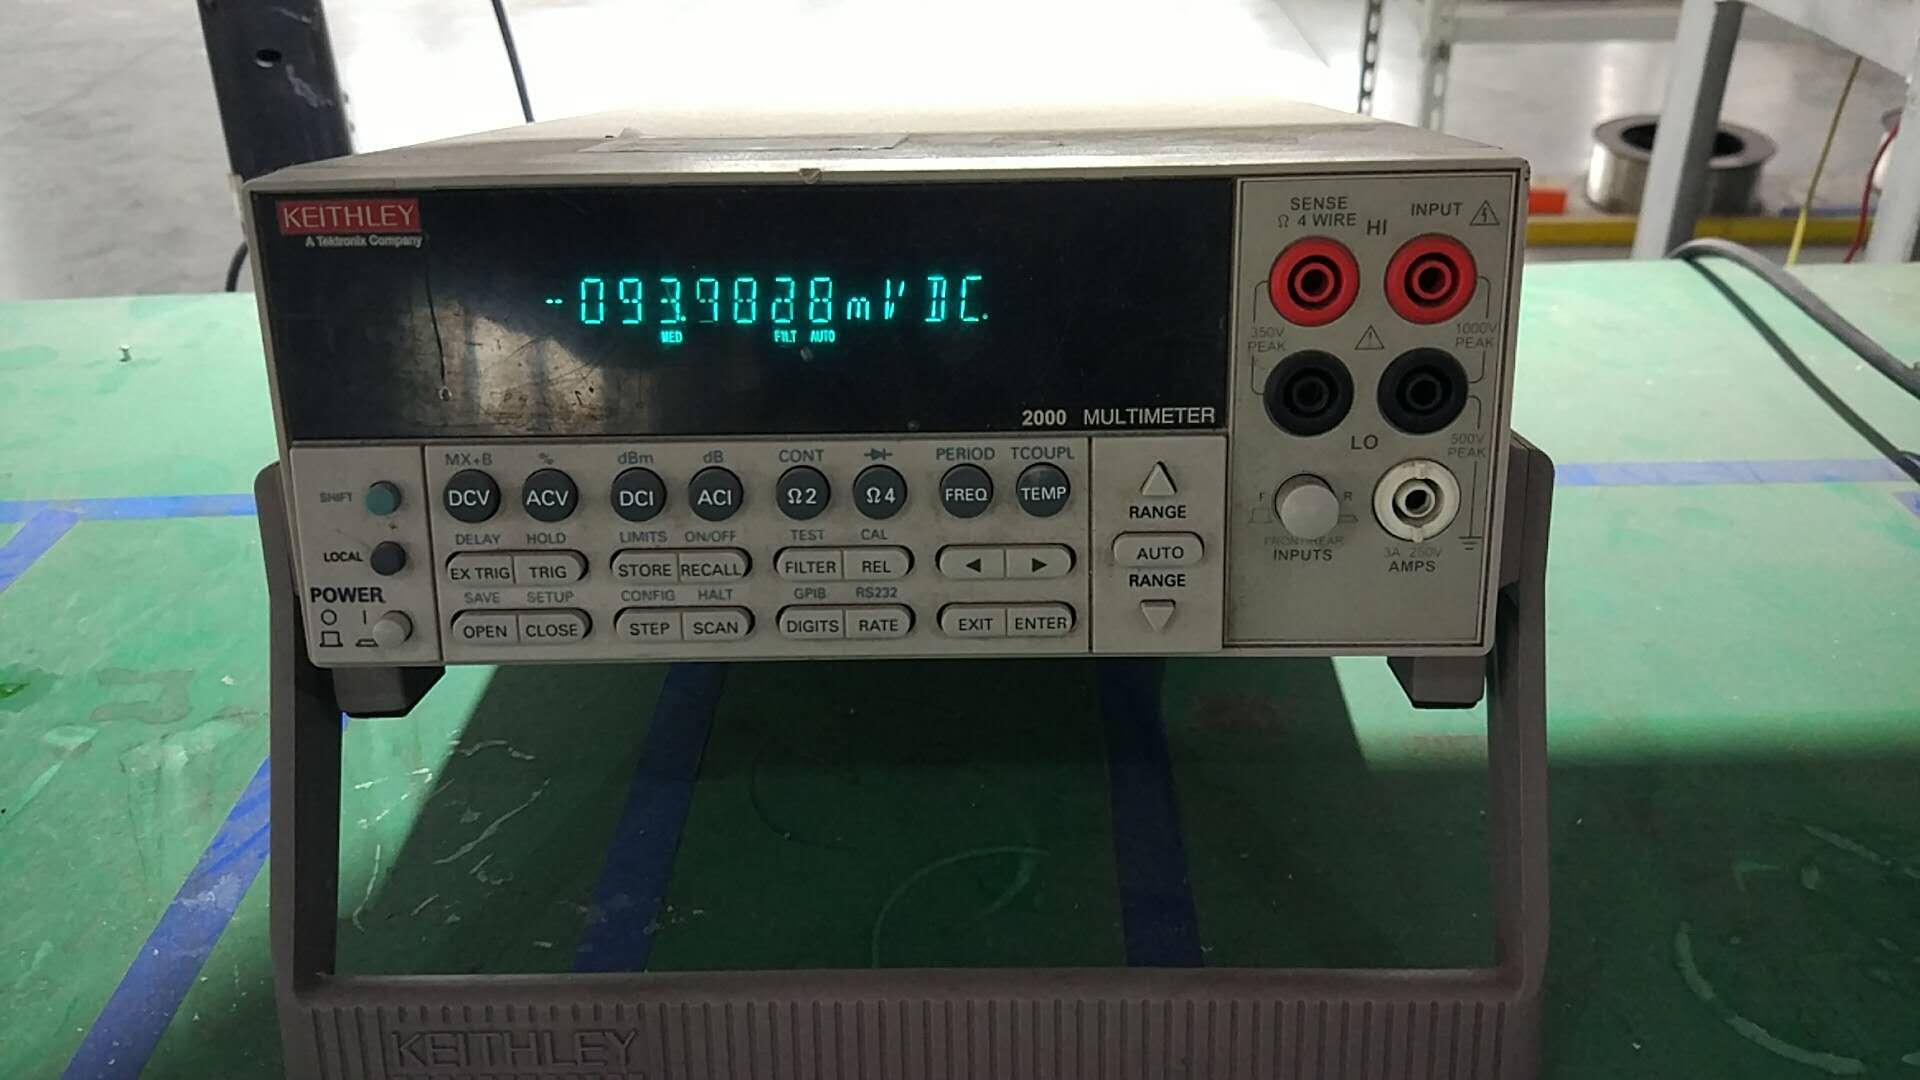 KEITHLEY
A Tektronix Company
mV DC
MED FILT AUTO
2000 MULTIMETER
SENSE
Ω 4 WIRE
HI
INPUT
350V
PEAK
1000V
PEAK
LO
500V
PEAK
F R
FRONT/REAR
INPUTS
3A 250V
AMPS
MX+B % dBm dB CONT PERIOD TCOUPL
SHIFT DCV ACV DCI ACI Ω2 Ω4 FREQ TEMP
RANGE
DELAY HOLD LIMITS ON/OFF TEST CAL
LOCAL EX TRIG TRIG STORE RECALL FILTER REL ◄ ► AUTO
RANGE
POWER SAVE SETUP CONFIG HALT GPIB RS232
O I OPEN CLOSE STEP SCAN DIGITS RATE EXIT ENTER
KEITHLEY